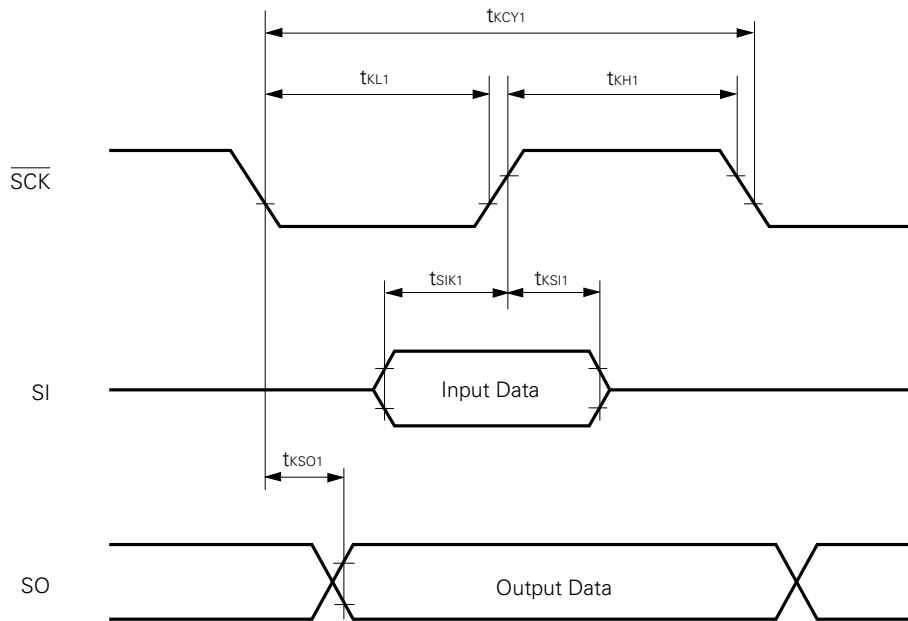 tKCY1
tKL1
tKH1
SCK
tSIK1
tKSI1
SI
Input Data
tKSO1
SO
Output Data